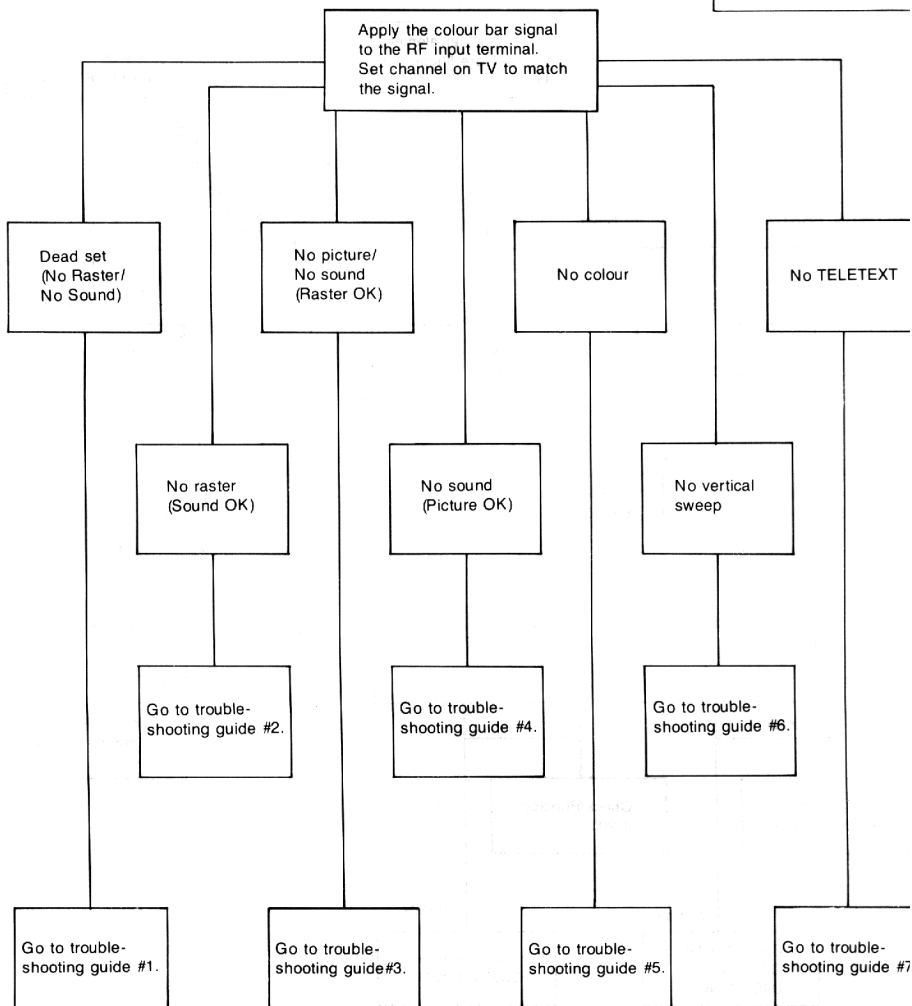 Apply the colour bar signal
to the RF input terminal.
Set channel on TV to match
the signal.
Dead set
(No Raster/
No Sound)
No picture/
No sound
(Raster OK)
No colour
No TELETEXT
No raster
(Sound OK)
No sound
(Picture OK)
No vertical
sweep
Go to trouble-
shooting guide #2.
Go to trouble-
shooting guide #4.
Go to trouble-
shooting guide #6.
Go to trouble-
shooting guide #1.
Go to trouble-
shooting guide#3.
Go to trouble-
shooting guide #5.
Go to trouble-
shooting guide #7